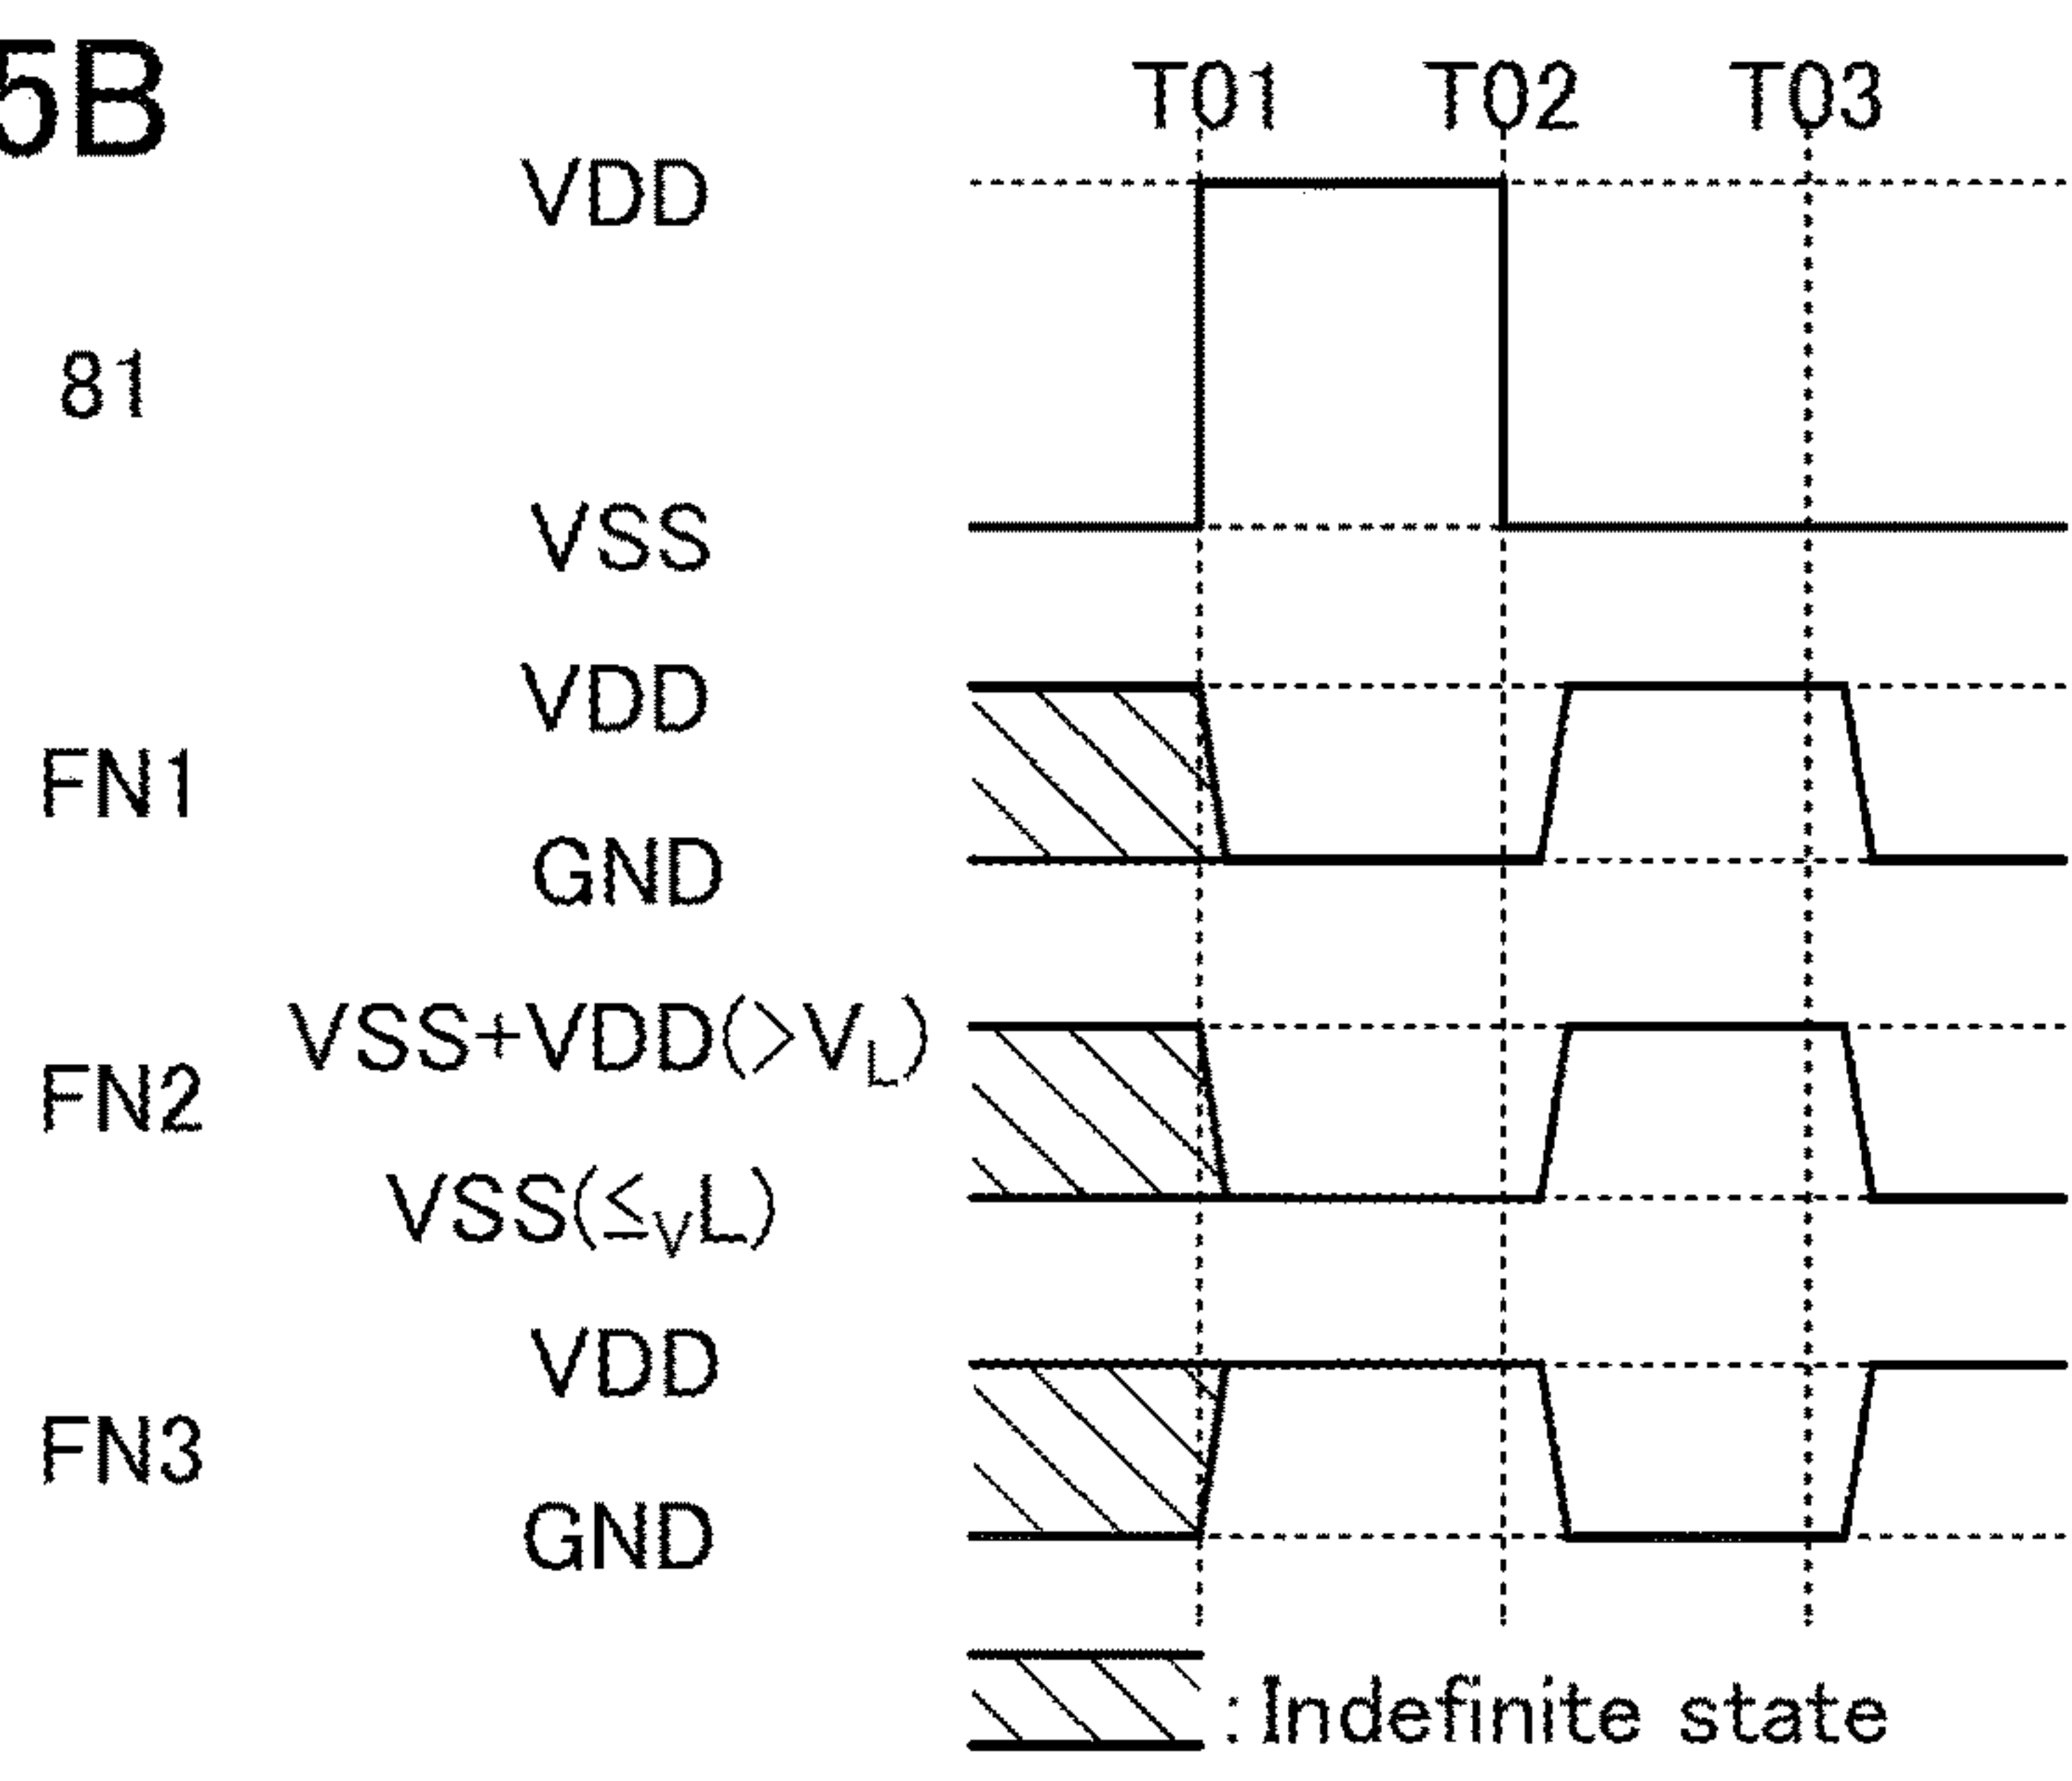 5B
T01 T02 T03
VDD
81
VSS
VDD
FN1
GND
VSS+VDD(>VL)
FN2
VSS(≤VL)
VDD
FN3
GND
: Indefinite state